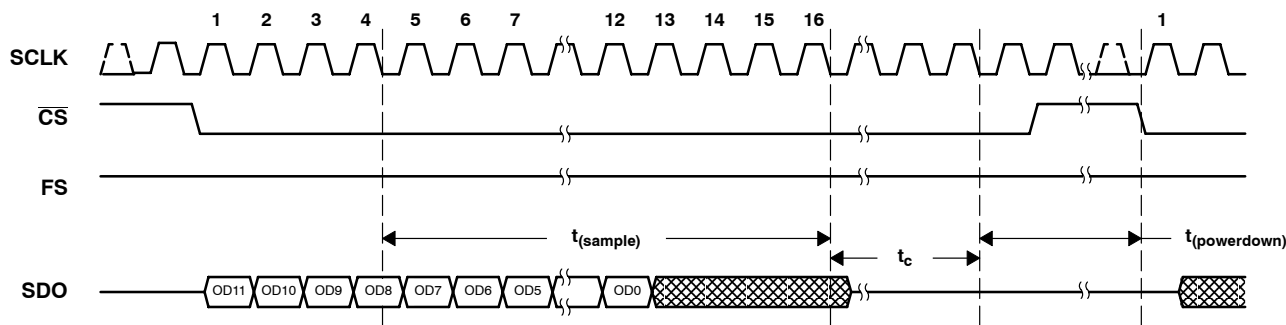 1 2 3 4 5 6 7 12 13 14 15 16 1
SCLK
CS
FS
t(sample)
t(powerdown)
tc
SDO
OD11 OD10 OD9 OD8 OD7 OD6 OD5 OD0